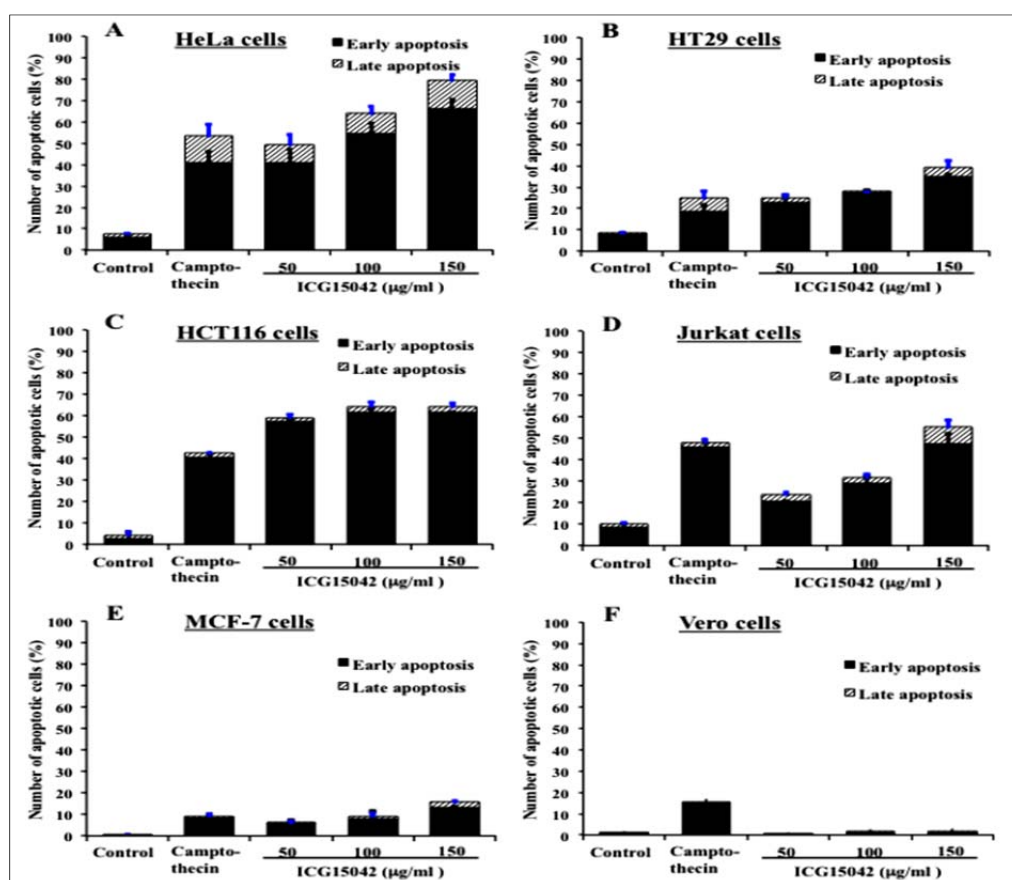 A
HeLa cells
Early apoptosis
Late apoptosis
Number of apoptotic cells (%)
100
90
80
70
60
50
40
30
20
10
0
Control
Campto-
thecin
50
100
150
ICG15042 (μg/ml )
B
HT29 cells
Early apoptosis
Late apoptosis
Number of apoptotic cells (%)
100
90
80
70
60
50
40
30
20
10
0
Control
Campto-
thecin
50
100
150
ICG15042 (μg/ml )
C
HCT116 cells
Early apoptosis
Late apoptosis
Number of apoptotic cells (%)
100
90
80
70
60
50
40
30
20
10
0
Control
Campto-
thecin
50
100
150
ICG15042 (μg/ml )
D
Jurkat cells
Early apoptosis
Late apoptosis
Number of apoptotic cells (%)
100
90
80
70
60
50
40
30
20
10
0
Control
Campto-
thecin
50
100
150
ICG15042 (μg/ml )
E
MCF-7 cells
Early apoptosis
Late apoptosis
Number of apoptotic cells (%)
100
90
80
70
60
50
40
30
20
10
0
Control
Campto-
thecin
50
100
150
ICG15042 (μg/ml )
F
Vero cells
Early apoptosis
Late apoptosis
Number of apoptotic cells (%)
100
90
80
70
60
50
40
30
20
10
0
Control
Campto-
thecin
50
100
150
ICG15042 (μg/ml )